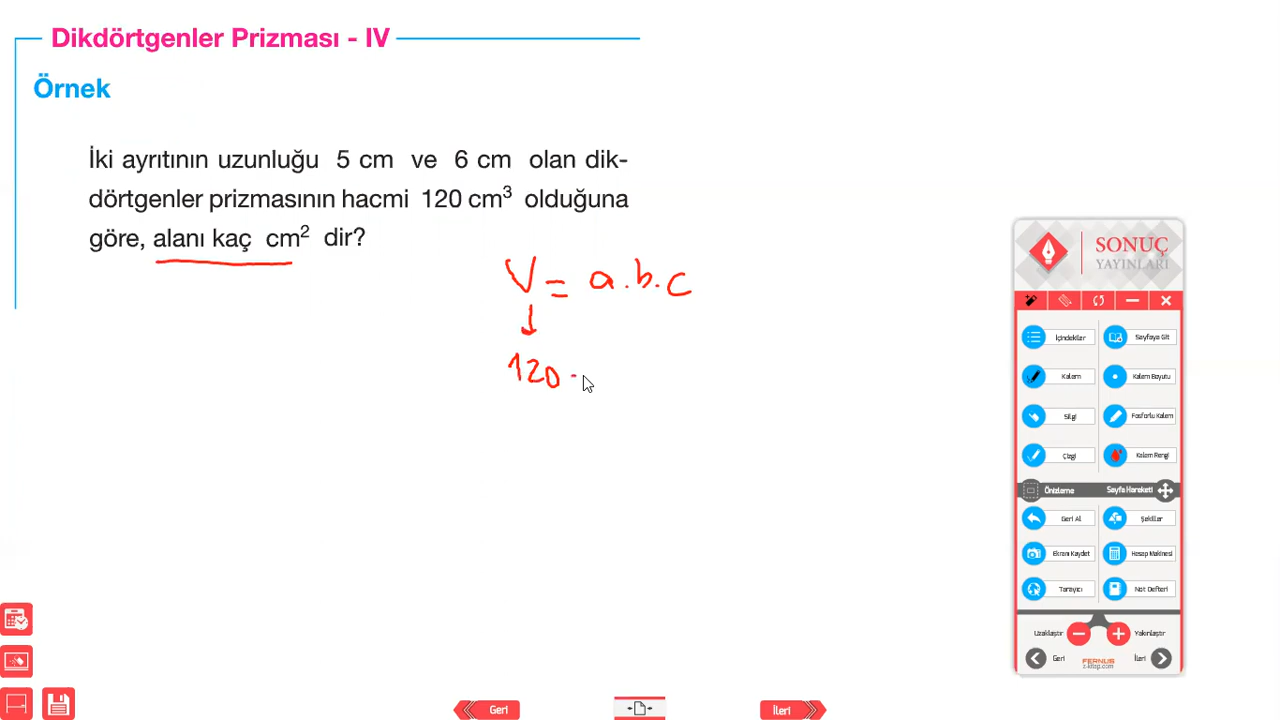 Dikdörtgenler Prizması - IV
Örnek
İki ayrıtının uzunluğu 5 cm ve 6 cm olan dik-
dörtgenler prizmasının hacmi 120 cm³ olduğuna
göre, alanı kaç cm² dir?
V = a.b.c
↓
120 -
SONUÇ
YAYINLARI
İçindekiler
Sayfaya Git
Kalem
Kalem Boyutu
Silgi
Fosforlu Kalem
Çizgi
Kalem Rengi
Önizleme
Sayfa Hareketi
Geri Al
Şekiller
Ekranı Kaydet
Hesap Makinesi
Tarayıcı
Not Defteri
Uzaklaştır
Yakınlaştır
Geri
FERNUS
z-kitap.com
İleri
Geri
İleri